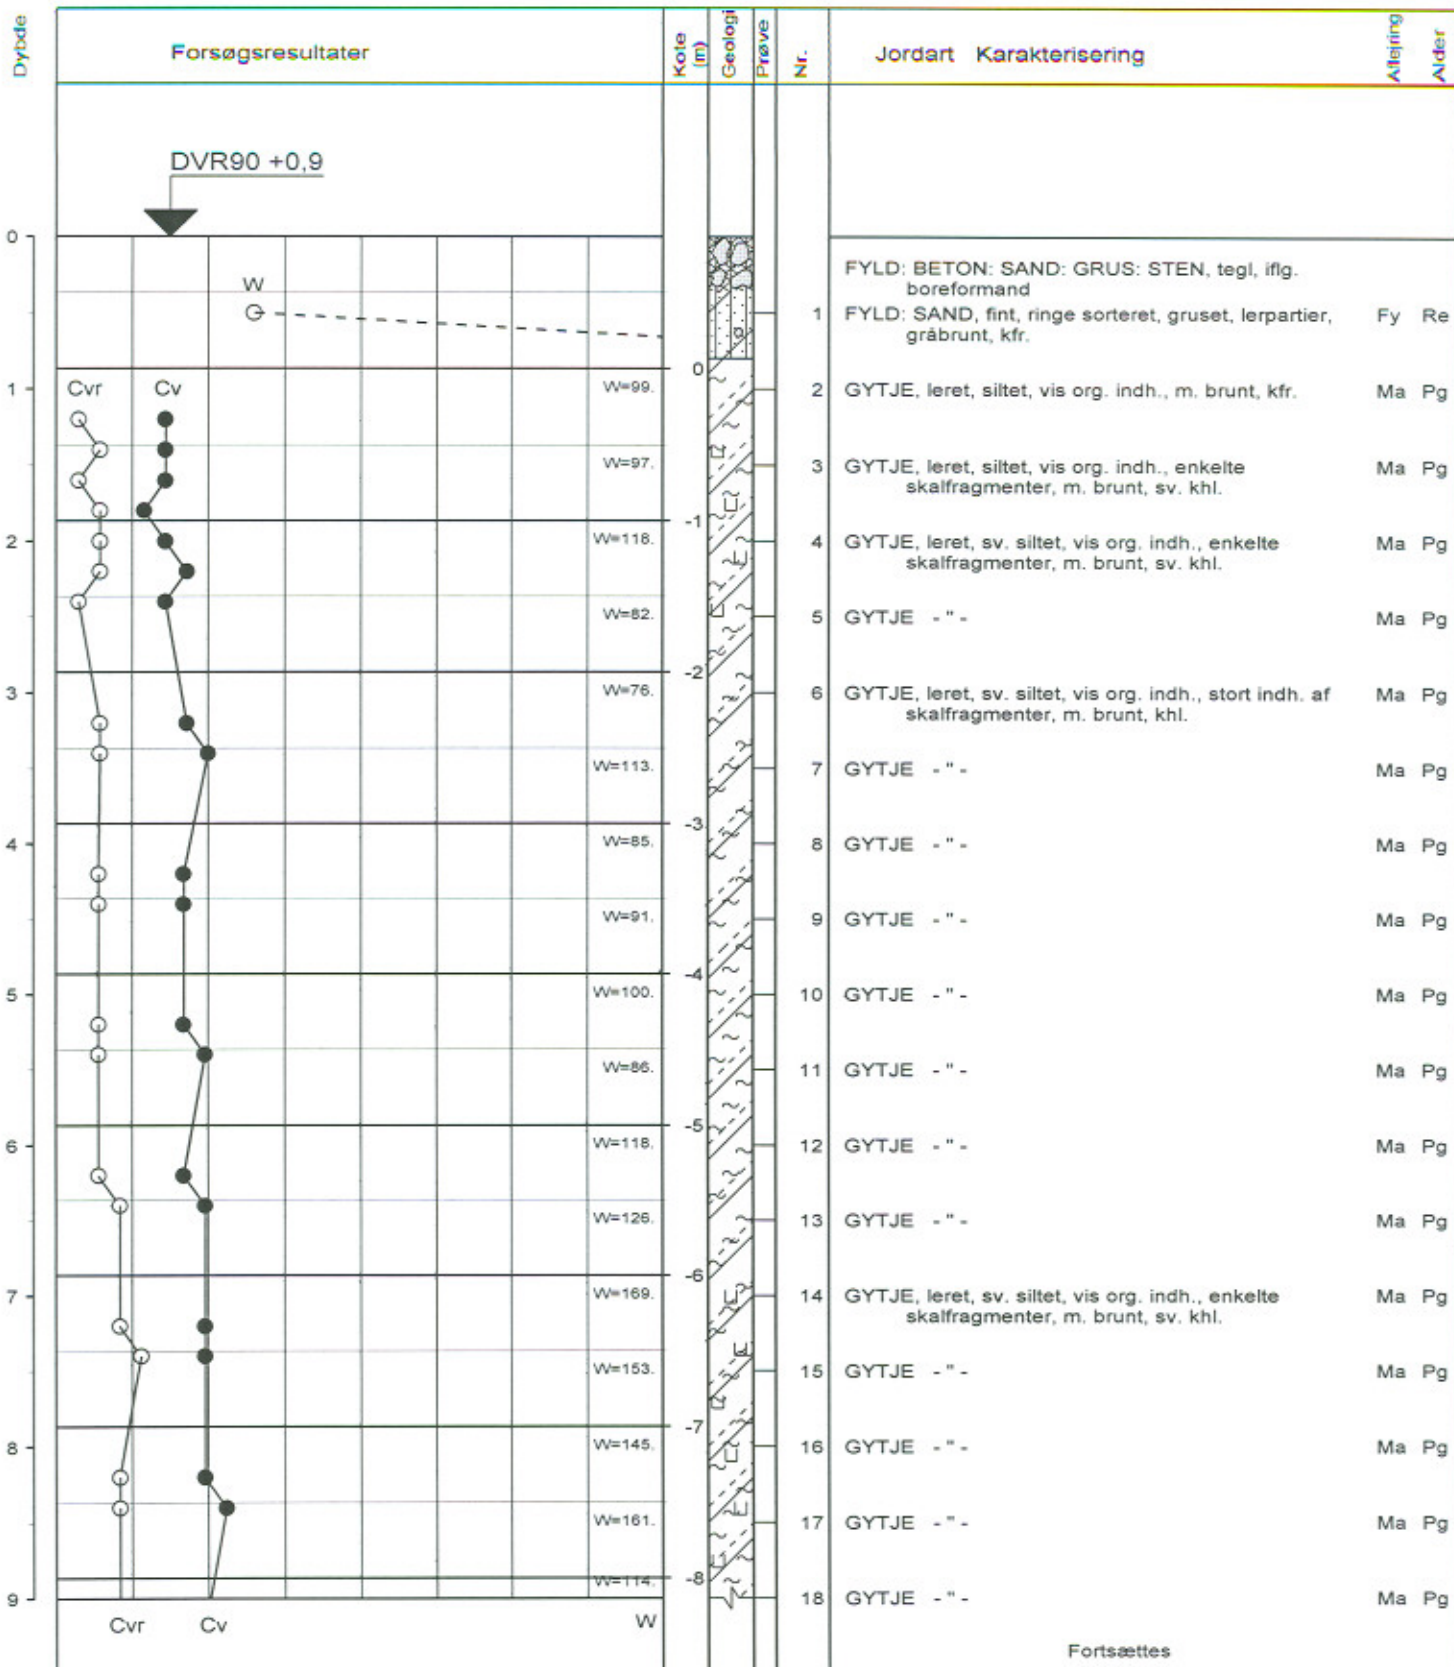 Dybde Forsøgsresultater Kote (m) Geologi Prøve Nr. Jordart Karakterisering Aflejring Alder
DVR90 +0,9
0
W
FYLD: BETON: SAND: GRUS: STEN, tegl, iflg.
boreformand
1 FYLD: SAND, fint, ringe sorteret, gruset, lerpartier, Fy Re
gråbrunt, kfr.
0
1 Cvr Cv W=99. 2 GYTJE, leret, siltet, vis org. indh., m. brunt, kfr. Ma Pg
W=97. 3 GYTJE, leret, siltet, vis org. indh., enkelte Ma Pg
skalfragmenter, m. brunt, sv. khl.
-1
2 W=118. 4 GYTJE, leret, sv. siltet, vis org. indh., enkelte Ma Pg
skalfragmenter, m. brunt, sv. khl.
W=82. 5 GYTJE - " - Ma Pg
-2
3 W=76. 6 GYTJE, leret, sv. siltet, vis org. indh., stort indh. af Ma Pg
skalfragmenter, m. brunt, khl.
W=113. 7 GYTJE - " - Ma Pg
-3
4 W=85. 8 GYTJE - " - Ma Pg
W=91. 9 GYTJE - " - Ma Pg
-4
5 W=100. 10 GYTJE - " - Ma Pg
W=86. 11 GYTJE - " - Ma Pg
-5
6 W=118. 12 GYTJE - " - Ma Pg
W=126. 13 GYTJE - " - Ma Pg
-6
7 W=169. 14 GYTJE, leret, sv. siltet, vis org. indh., enkelte Ma Pg
skalfragmenter, m. brunt, sv. khl.
W=153. 15 GYTJE - " - Ma Pg
-7
8 W=145. 16 GYTJE - " - Ma Pg
W=161. 17 GYTJE - " - Ma Pg
W=114. -8
9 18 GYTJE - " - Ma Pg
Cvr Cv W
Fortsættes